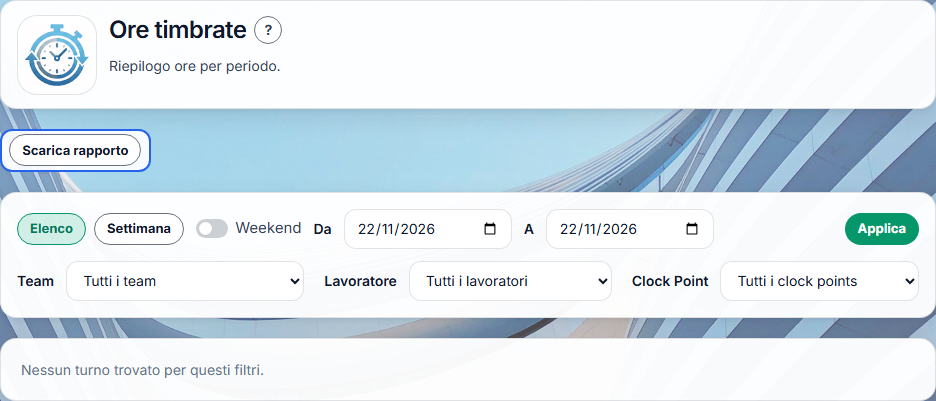 Ore timbrate ?
Riepilogo ore per periodo.
Scarica rapporto
Elenco Settimana Weekend Da 22/11/2026 A 22/11/2026 Applica
Team Tutti i team Lavoratore Tutti i lavoratori Clock Point Tutti i clock points
Nessun turno trovato per questi filtri.